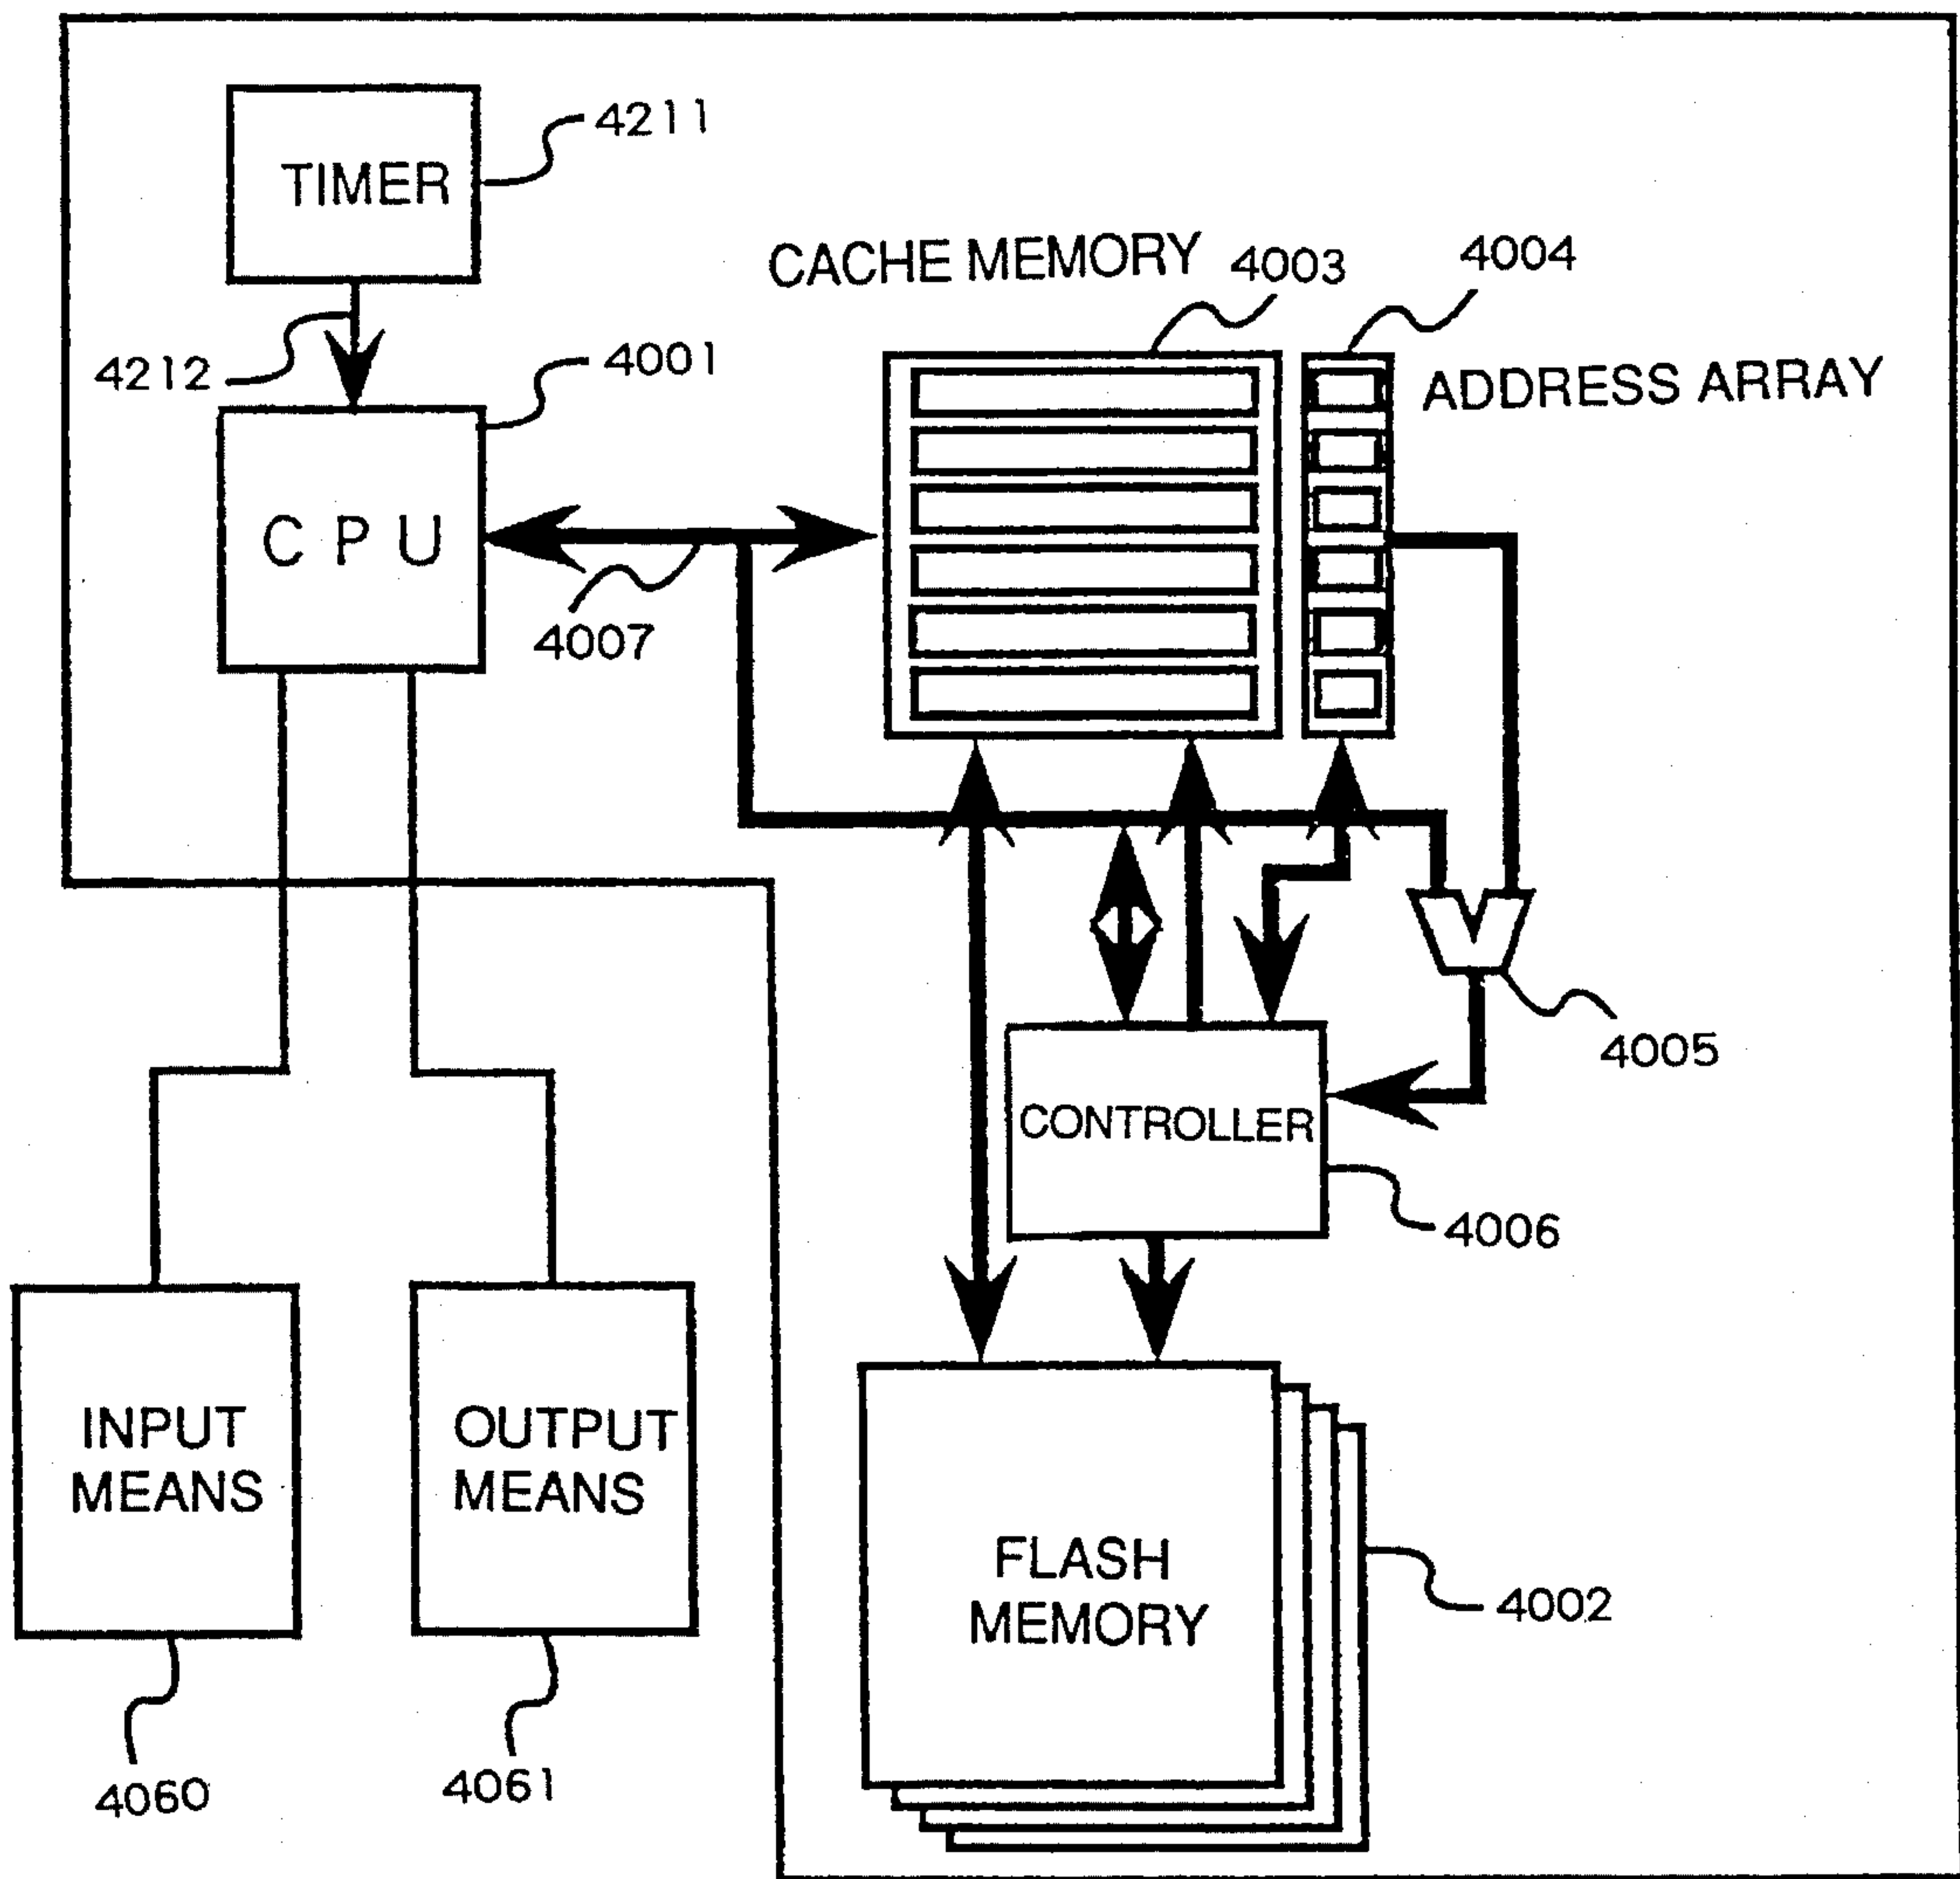 TIMER
4211
4212
CACHE MEMORY
4003
4004
ADDRESS ARRAY
4001
C P U
4007
4005
CONTROLLER
4006
INPUT
MEANS
OUTPUT
MEANS
FLASH
MEMORY
4002
4060
4061